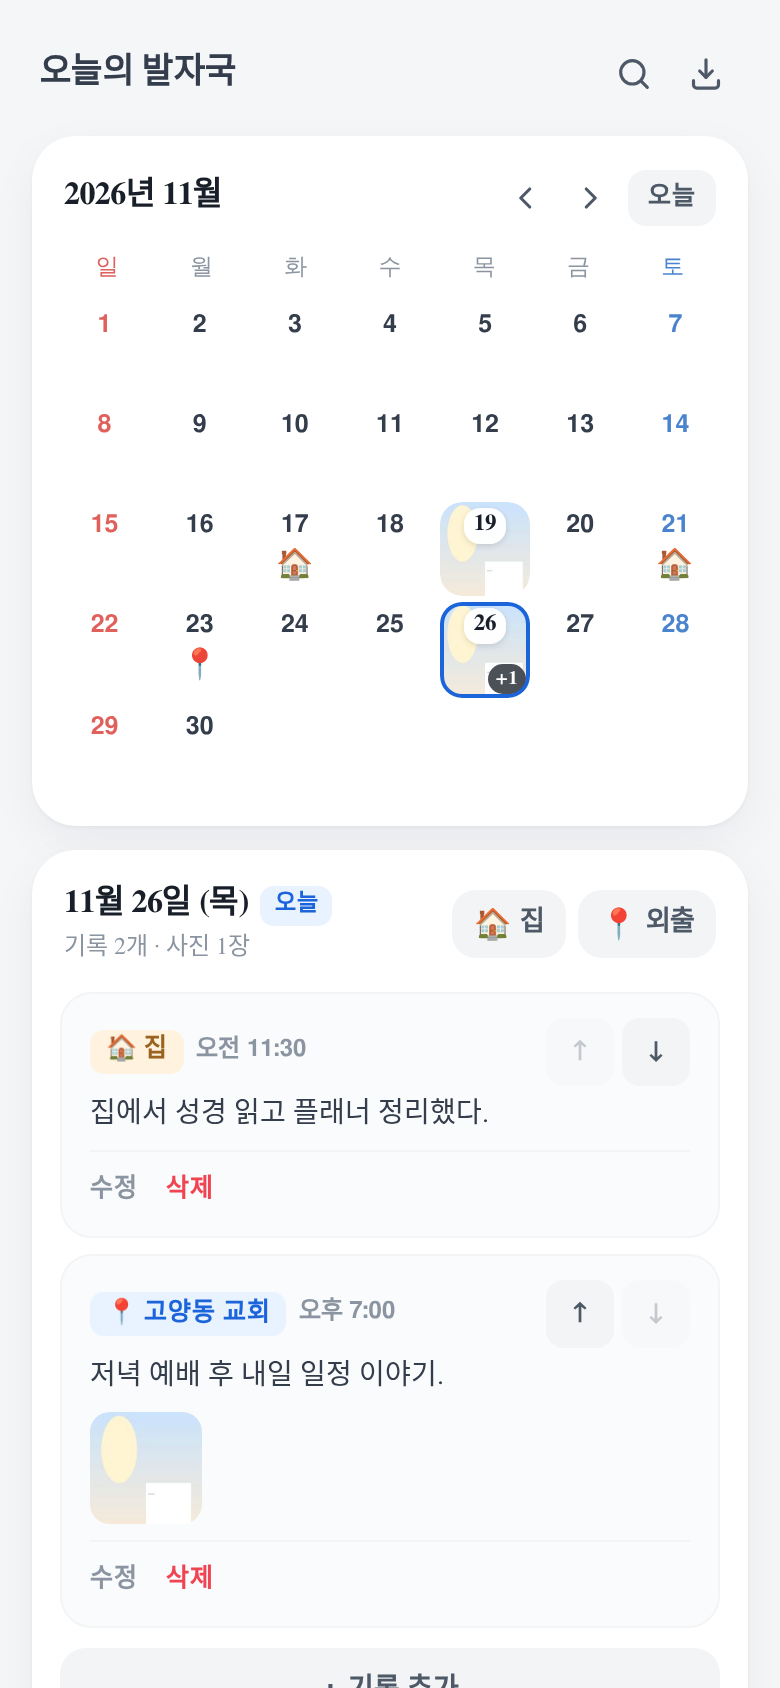 오늘의 발자국
2026년 11월
오늘
일 월 화 수 목 금 토
1 2 3 4 5 6 7
8 9 10 11 12 13 14
15 16 17 18 19 20 21
22 23 24 25 26 27 28
+1
29 30
11월 26일 (목) 오늘
집 외출
기록 2개 · 사진 1장
집 오전 11:30
↑ ↓
집에서 성경 읽고 플래너 정리했다.
수정 삭제
고양동 교회 오후 7:00
↑ ↓
저녁 예배 후 내일 일정 이야기.
수정 삭제
+ 기록 추가